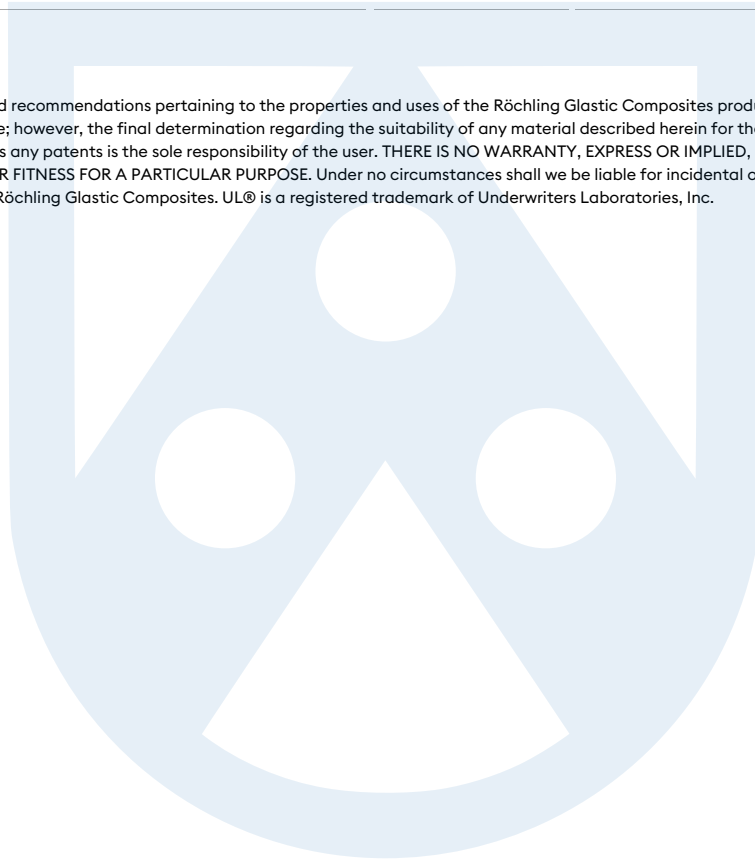 d recommendations pertaining to the properties and uses of the Röchling Glastic Composites produ
e; however, the final determination regarding the suitability of any material described herein for the
s any patents is the sole responsibility of the user. THERE IS NO WARRANTY, EXPRESS OR IMPLIED,
R FITNESS FOR A PARTICULAR PURPOSE. Under no circumstances shall we be liable for incidental o
Röchling Glastic Composites. UL® is a registered trademark of Underwriters Laboratories, Inc.